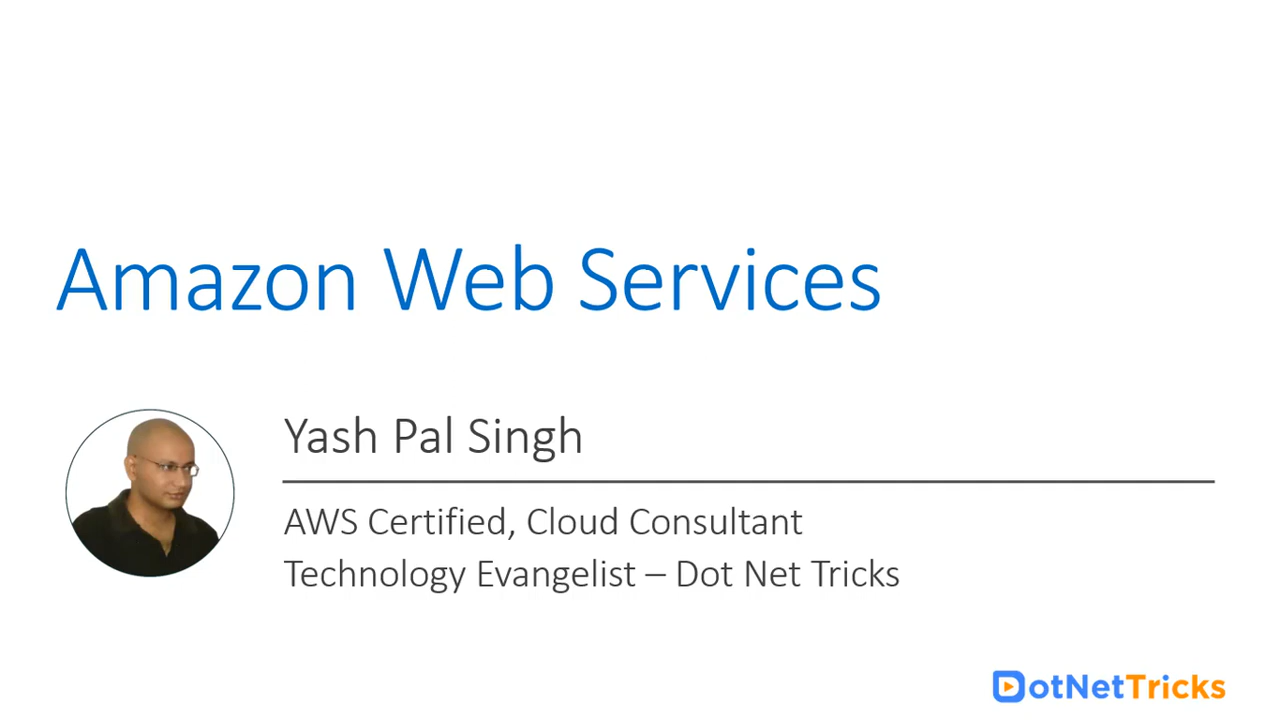 Amazon Web Services
Yash Pal Singh
AWS Certified, Cloud Consultant
Technology Evangelist – Dot Net Tricks
DotNetTricks